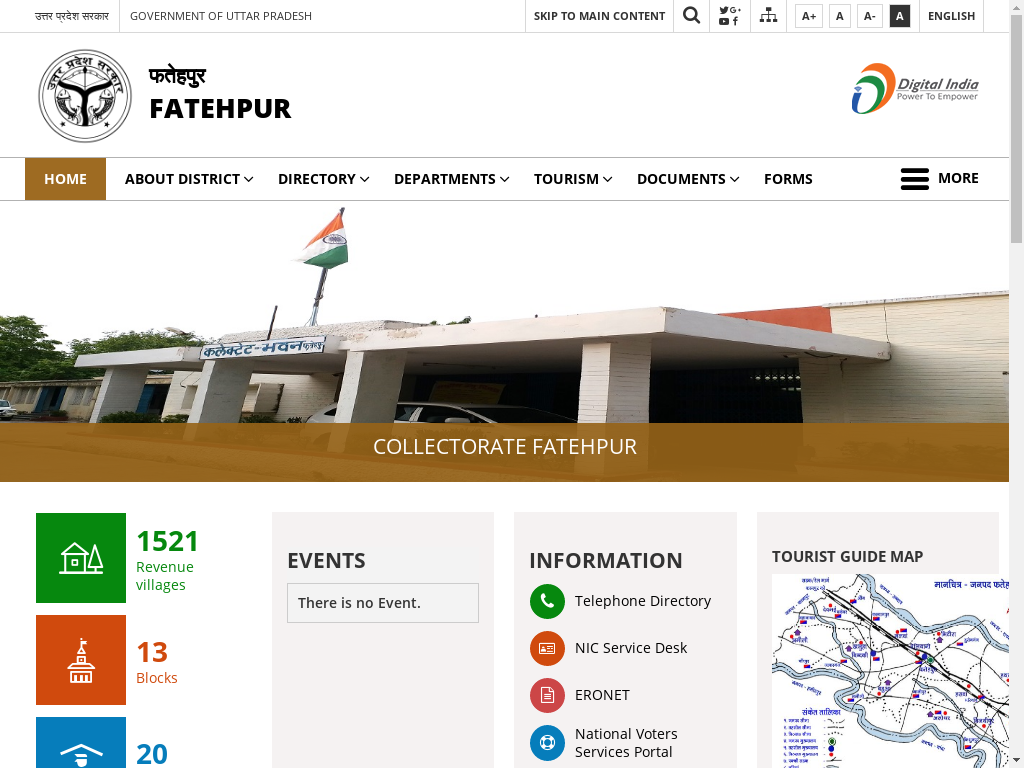 उत्तर प्रदेश सरकार
GOVERNMENT OF UTTAR PRADESH
SKIP TO MAIN CONTENT
A+
A
A-
A
ENGLISH
उत्तर प्रदेश सरकार
फतेहपुर
FATEHPUR
Digital India
Power To Empower
HOME
ABOUT DISTRICT
DIRECTORY
DEPARTMENTS
TOURISM
DOCUMENTS
FORMS
MORE
कलेक्ट्रेट-भवन फतेहपुर
COLLECTORATE FATEHPUR
1521
Revenue
villages
13
Blocks
20
EVENTS
There is no Event.
INFORMATION
Telephone Directory
NIC Service Desk
ERONET
National Voters
Services Portal
TOURIST GUIDE MAP
मानचित्र - जनपद फतेह
संकेत तालिका